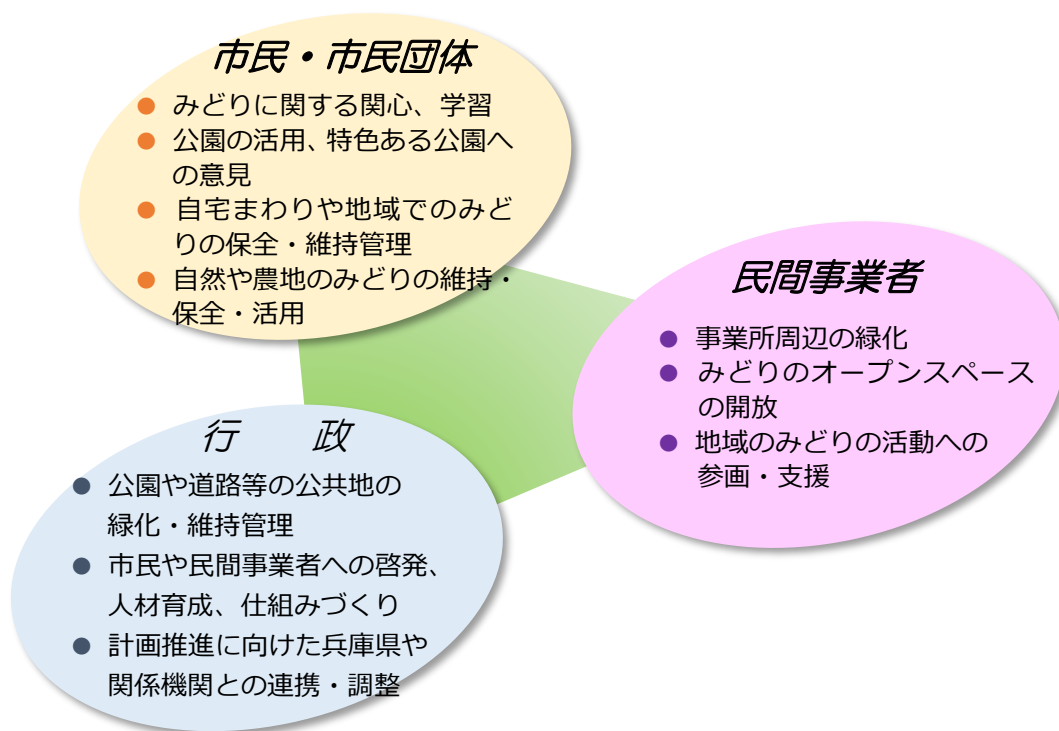 市民・市民団体
● みどりに関する関心、学習
● 公園の活用、特色ある公園へ
の意見
● 自宅まわりや地域でのみど
りの保全・維持管理
● 自然や農地のみどりの維持・
保全・活用
民間事業者
● 事業所周辺の緑化
● みどりのオープンスペース
の開放
● 地域のみどりの活動への
参画・支援
行　政
● 公園や道路等の公共地の
緑化・維持管理
● 市民や民間事業者への啓発、
人材育成、仕組みづくり
● 計画推進に向けた兵庫県や
関係機関との連携・調整